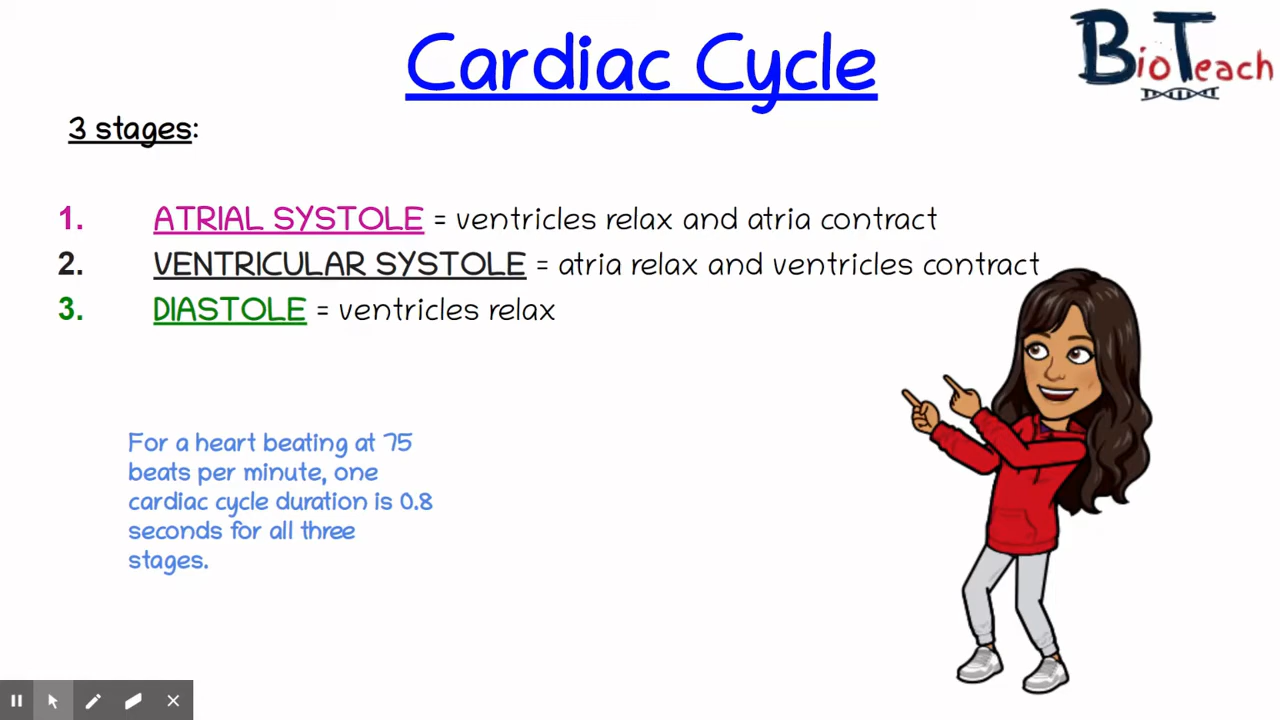 Cardiac Cycle
BioTeach
3 stages:
1. ATRIAL SYSTOLE = ventricles relax and atria contract
2. VENTRICULAR SYSTOLE = atria relax and ventricles contract
3. DIASTOLE = ventricles relax
For a heart beating at 75
beats per minute, one
cardiac cycle duration is 0.8
seconds for all three
stages.